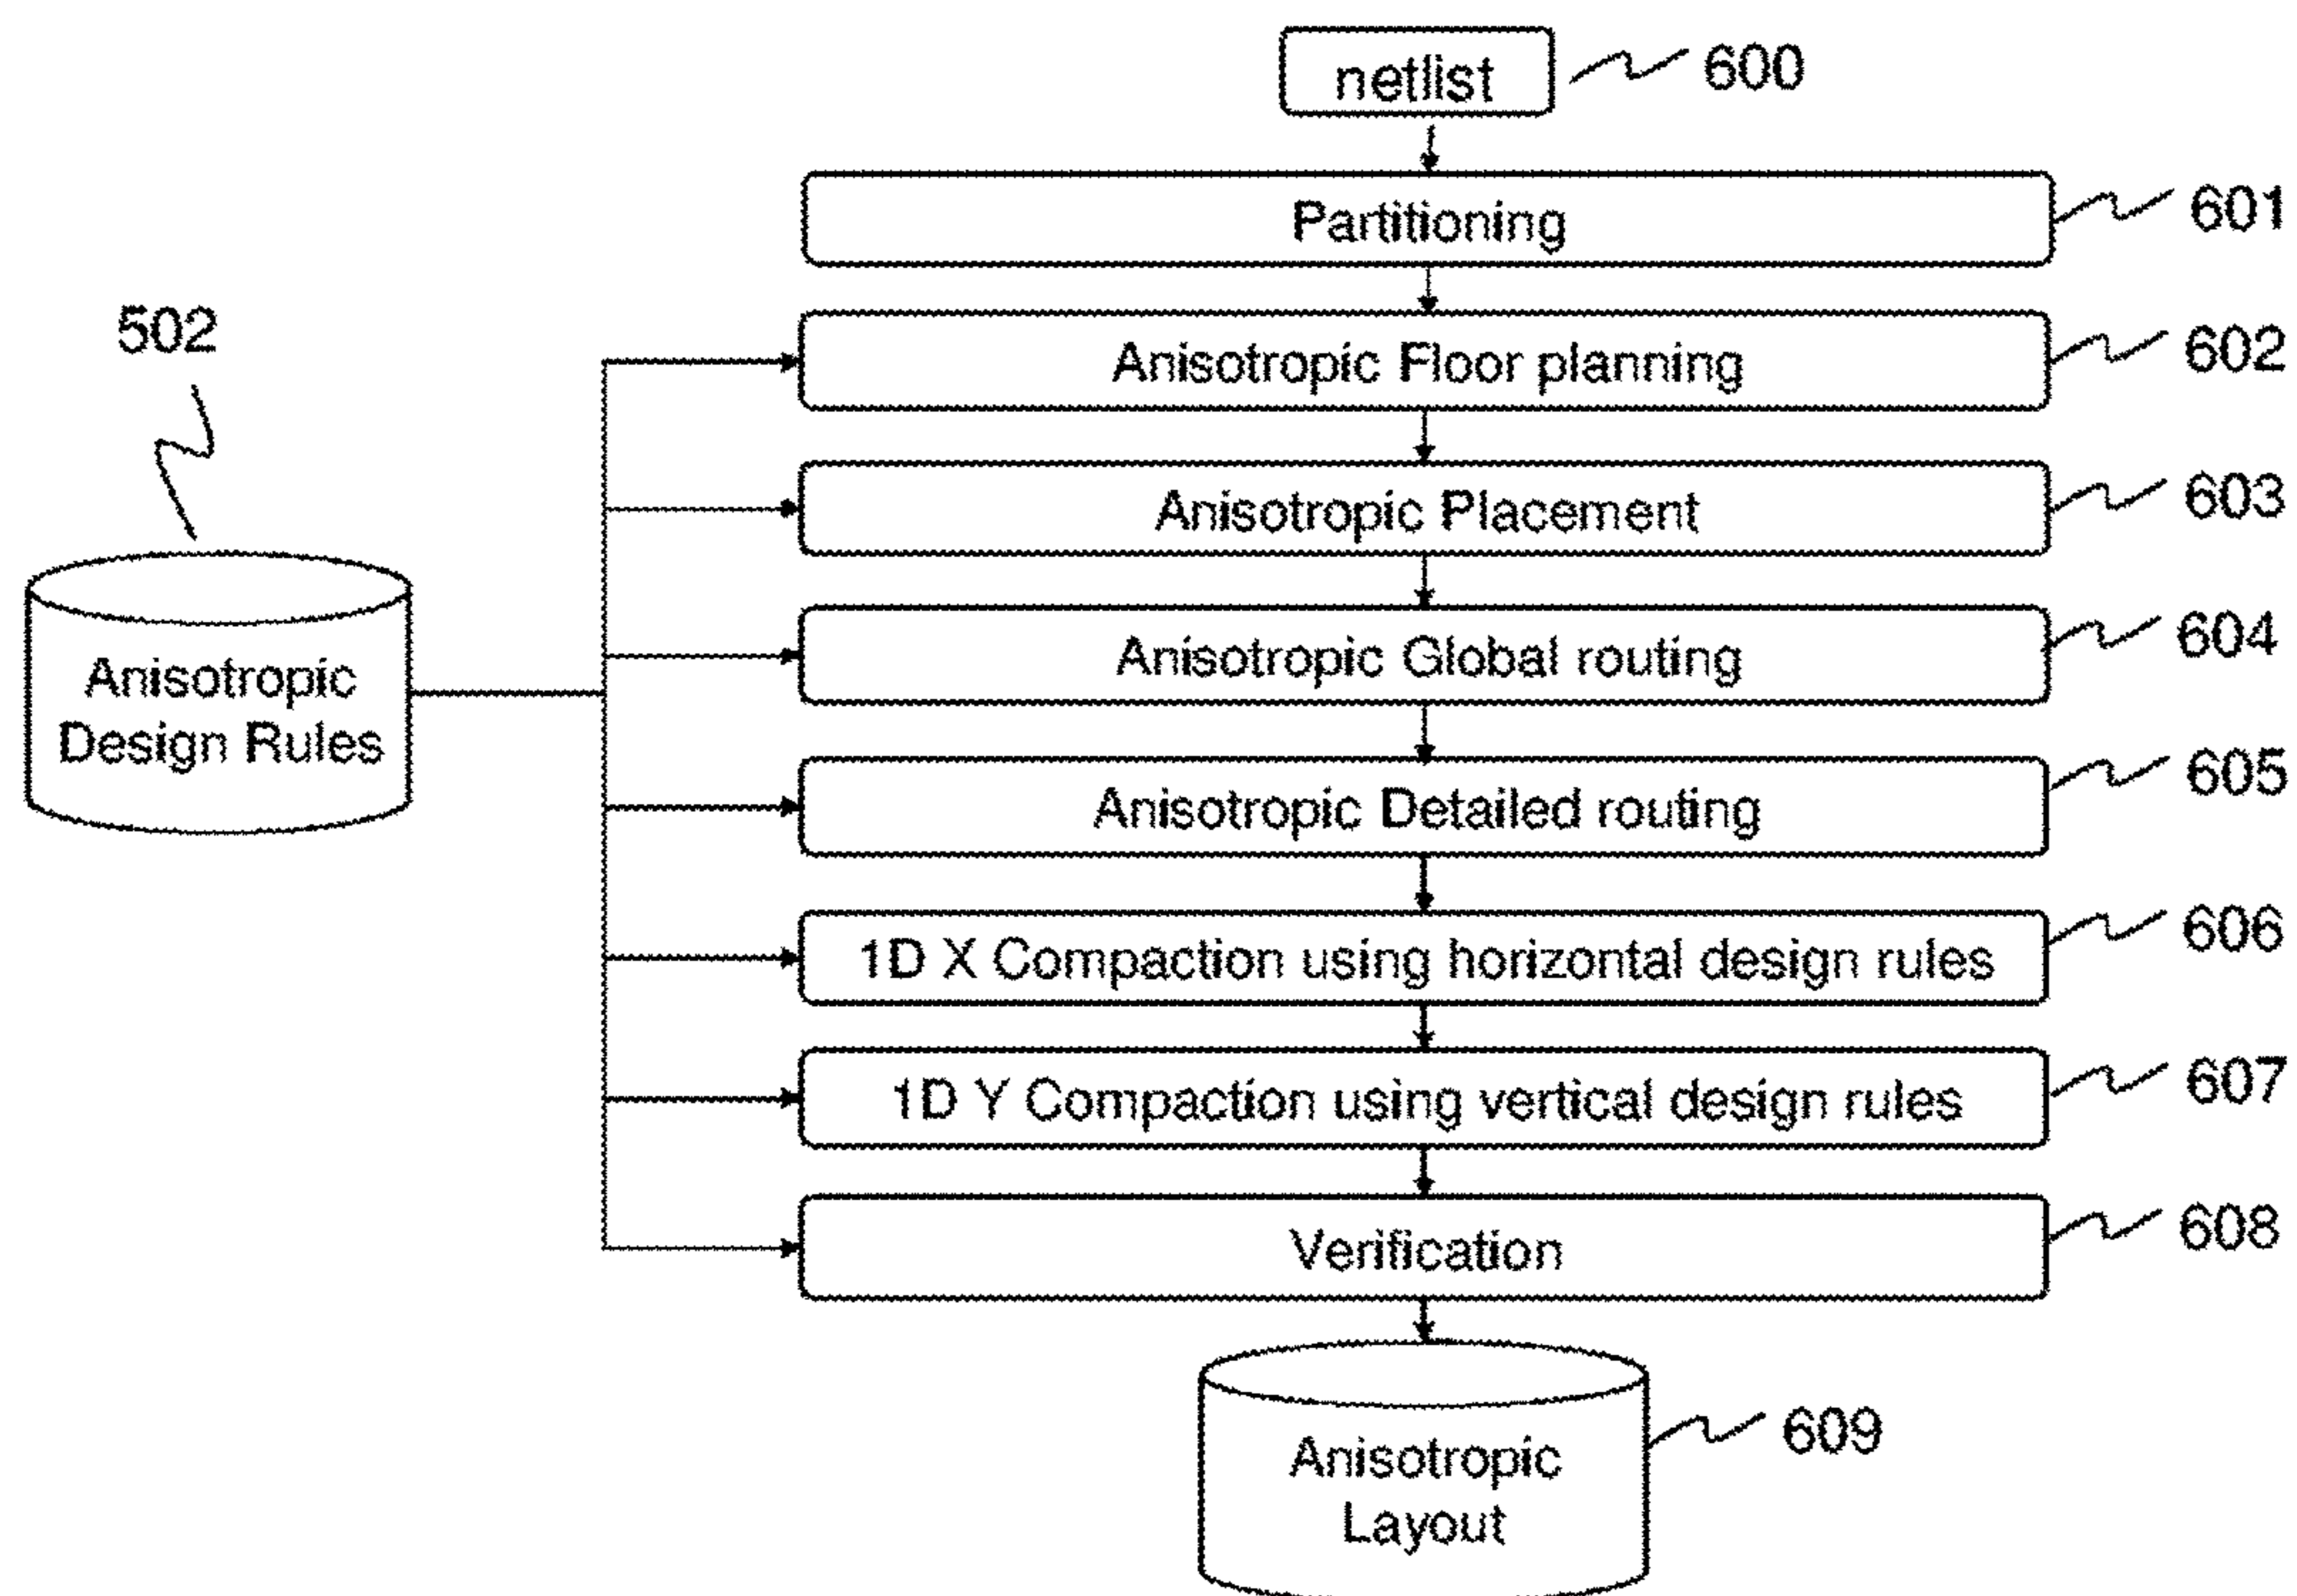 netlist
600
Partitioning
601
502
Anisotropic Floor planning
602
Anisotropic Placement
603
Anisotropic Global routing
604
Anisotropic
Design Rules
Anisotropic Detailed routing
605
1D X Compaction using horizontal design rules
606
1D Y Compaction using vertical design rules
607
Verification
608
Anisotropic
Layout
609